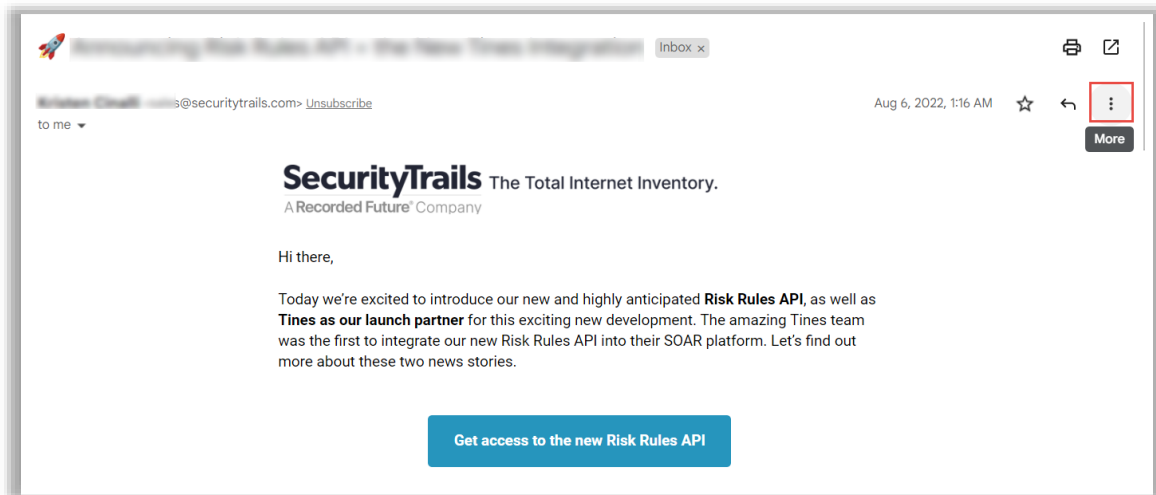 Inbox ×
s@securitytrails.com> Unsubscribe
Aug 6, 2022, 1:16 AM
to me
More
SecurityTrails The Total Internet Inventory.
A Recorded Future® Company
Hi there,
Today we’re excited to introduce our new and highly anticipated Risk Rules API, as well as
Tines as our launch partner for this exciting new development. The amazing Tines team
was the first to integrate our new Risk Rules API into their SOAR platform. Let’s find out
more about these two news stories.
Get access to the new Risk Rules API